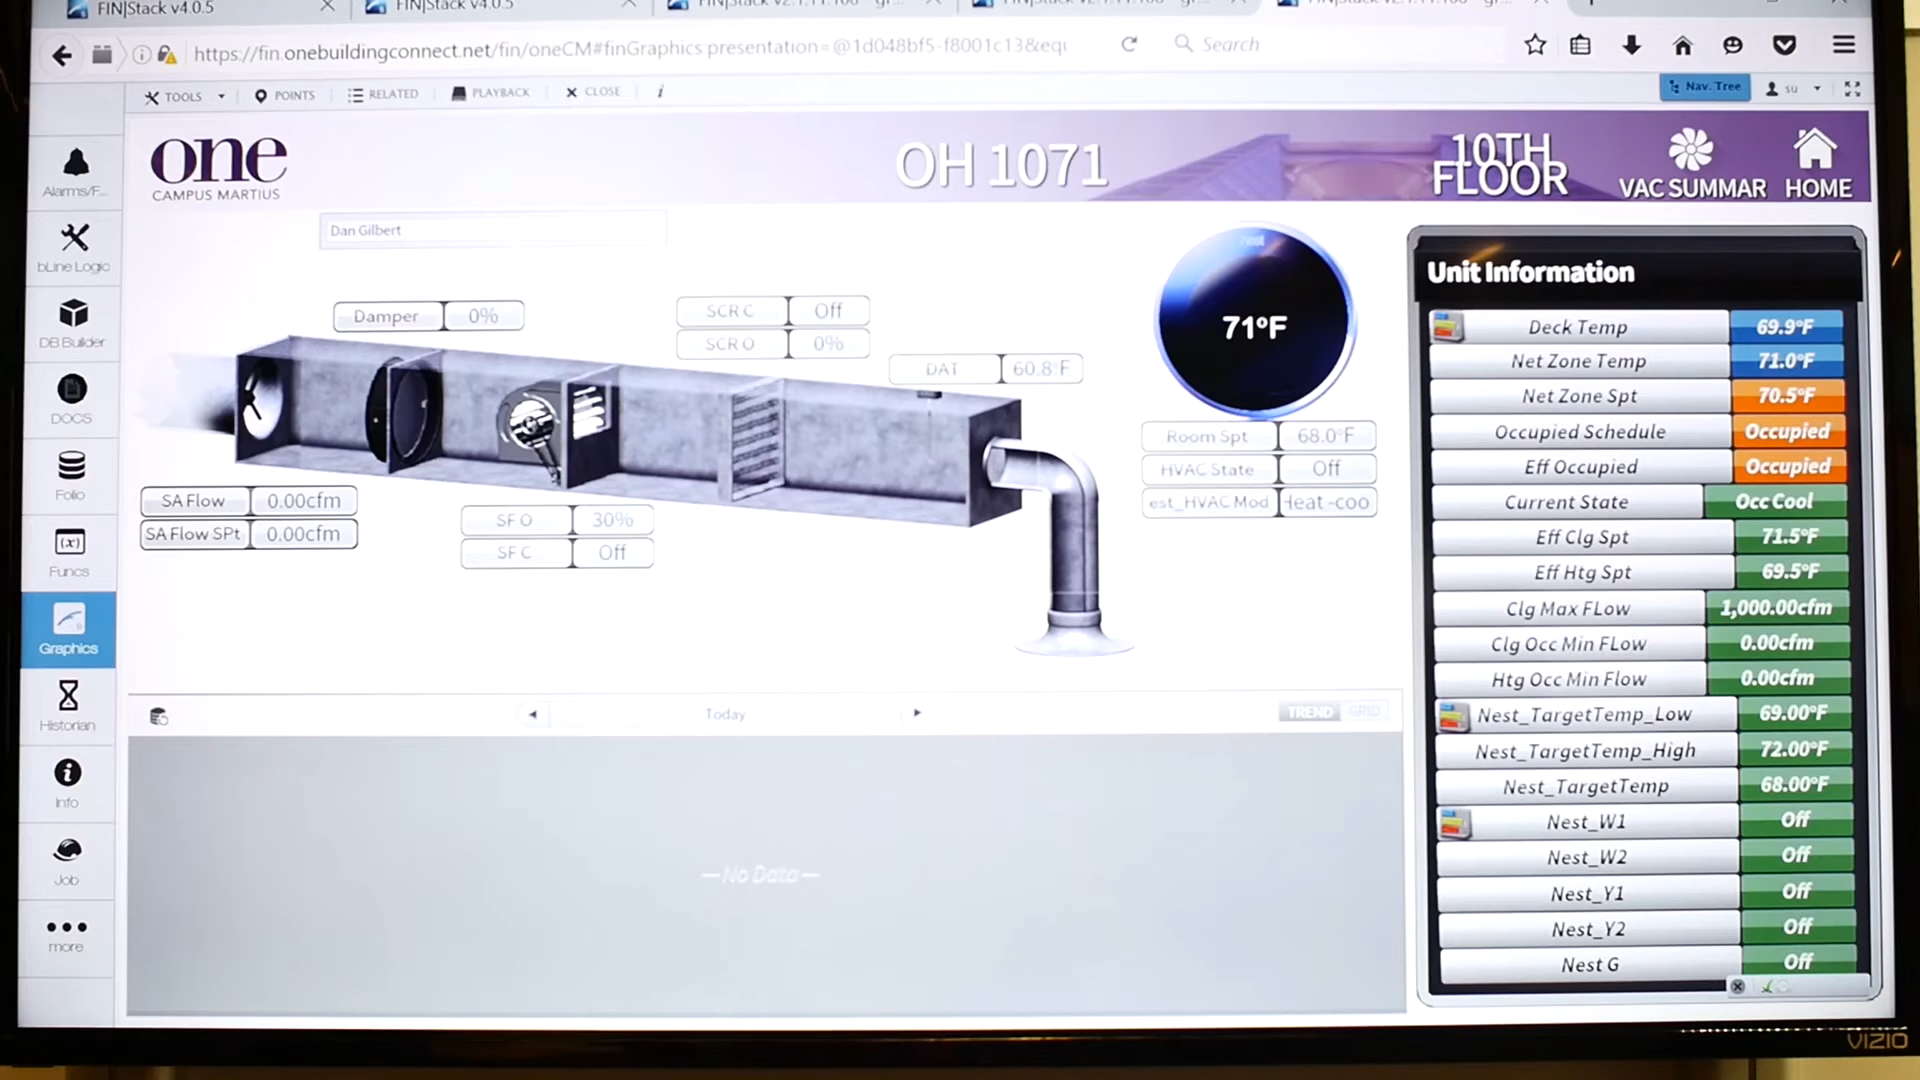 FIN|Stack v4.0.5
FIN|Stack v4.0.5
https://fin.onebuildingconnect.net/fin/oneCM#finGraphics presentation=@1d048bf5-f8001c13&equ
Search
TOOLS
POINTS
RELATED
PLAYBACK
CLOSE
Nav. Tree
su
one
CAMPUS MARTIUS
OH 1071
10TH
FLOOR
VAC SUMMAR
HOME
Alarms/F...
bLine Logic
DB Builder
DOCS
Folio
Funcs
Graphics
Historian
Info
Job
more
Dan Gilbert
Damper 0%
SCR C Off
SCR O 0%
DAT 60.8°F
SA Flow 0.00cfm
SA Flow SPt 0.00cfm
SF O 30%
SF C Off
nest
71°F
Room Spt 68.0°F
HVAC State Off
est_HVAC Mod Heat-coo
Today
TREND GRID
—No Data—
Unit Information
Deck Temp 69.9°F
Net Zone Temp 71.0°F
Net Zone Spt 70.5°F
Occupied Schedule Occupied
Eff Occupied Occupied
Current State Occ Cool
Eff Clg Spt 71.5°F
Eff Htg Spt 69.5°F
Clg Max FLow 1,000.00cfm
Clg Occ Min FLow 0.00cfm
Htg Occ Min Flow 0.00cfm
Nest_TargetTemp_Low 69.00°F
Nest_TargetTemp_High 72.00°F
Nest_TargetTemp 68.00°F
Nest_W1 Off
Nest_W2 Off
Nest_Y1 Off
Nest_Y2 Off
Nest G Off
VIZIO